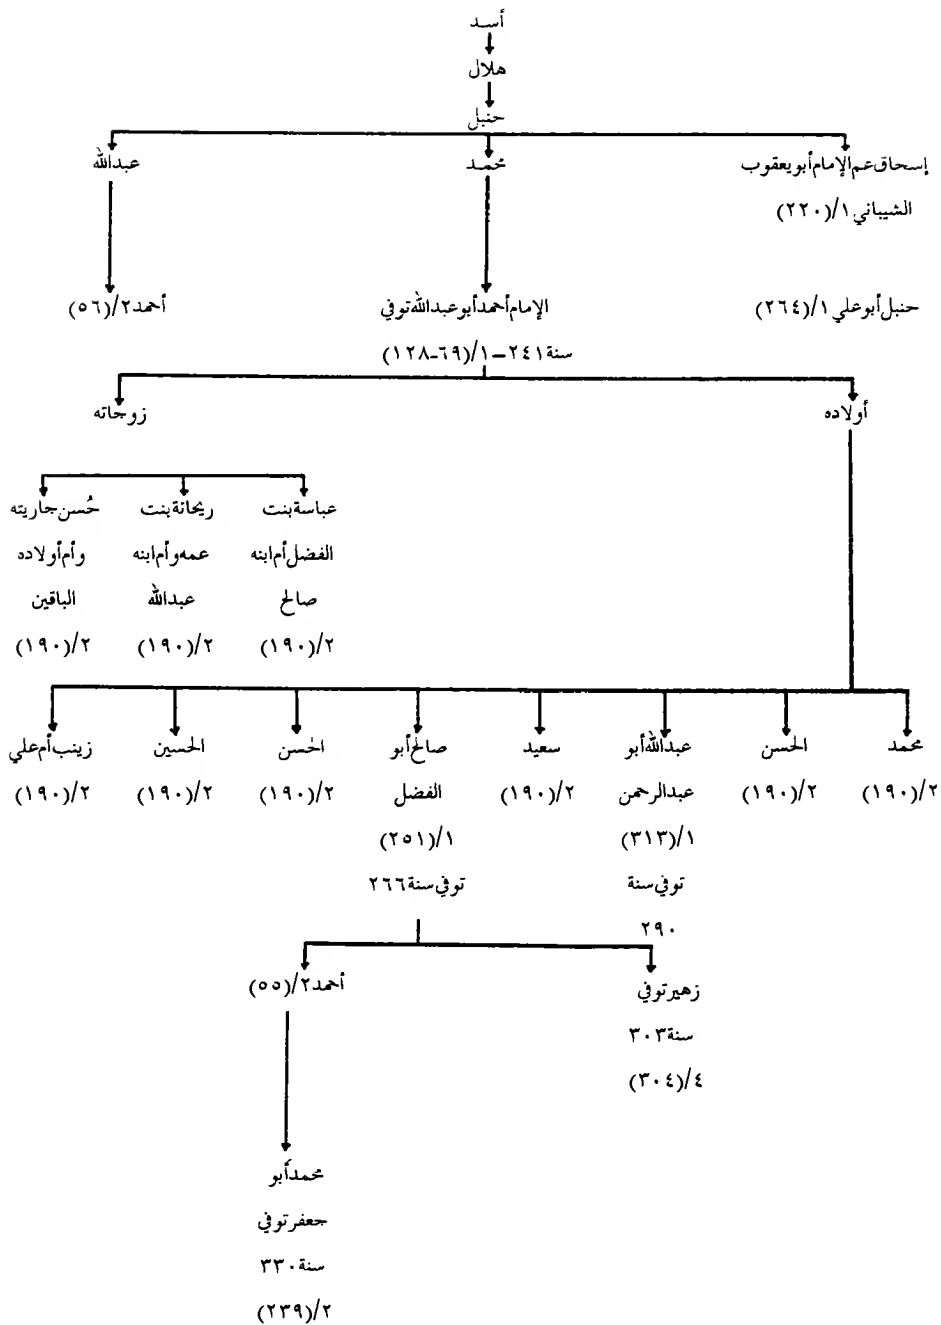 أسد
هلال
حنبل
إسحاق عم الإمام أبو يعقوب
الشيباني ١/(٢٢٠)
محمد
عبدالله
حنبل أبو علي ١/(٢٦٤)
الإمام أحمد أبو عبدالله توفي
سنة ٢٤١ – ١/(٦٩-١٢٨)
أحمد ٢/(٥٦)
أولاده
زوجاته
عباسة بنت
الفضل أم ابنه
صالح
٢/(١٩٠)
ريحانة بنت
عمه وأم ابنه
عبدالله
٢/(١٩٠)
حُسن جاريته
وأم أولاده
الباقين
٢/(١٩٠)
محمد
٢/(١٩٠)
الحسن
٢/(١٩٠)
عبدالله أبو
عبدالرحمن
١/(٣١٣)
توفي سنة
٢٩٠
سعيد
٢/(١٩٠)
صالح أبو
الفضل
١/(٢٥١)
توفي سنة ٢٦٦
الحسن
٢/(١٩٠)
الحسين
٢/(١٩٠)
زينب أم علي
٢/(١٩٠)
زهير توفي
سنة ٣٠٣
٤/(٣٠٤)
أحمد ٢/(٥٥)
محمد أبو
جعفر توفي
سنة ٣٣٠
٢/(٢٣٩)